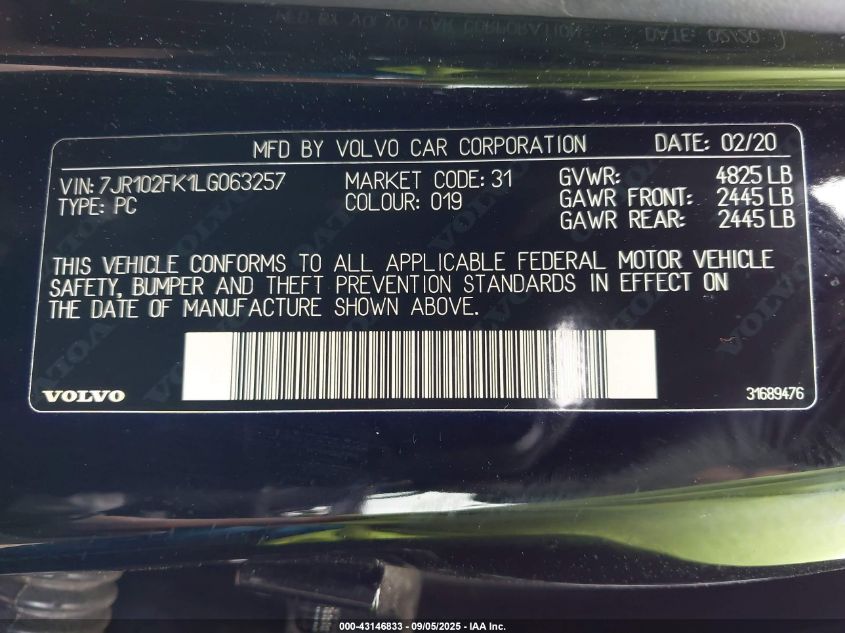 MFD BY VOLVO CAR CORPORATION DATE: 02/20
VIN: 7JR102FK1LG063257 MARKET CODE: 31 GVWR: 4825 LB
TYPE: PC COLOUR: 019 GAWR FRONT: 2445 LB
GAWR REAR: 2445 LB
THIS VEHICLE CONFORMS TO ALL APPLICABLE FEDERAL MOTOR VEHICLE
SAFETY, BUMPER AND THEFT PREVENTION STANDARDS IN EFFECT ON
THE DATE OF MANUFACTURE SHOWN ABOVE.
VOLVO 31689476
000-43146833 - 09/05/2025 - IAA Inc.